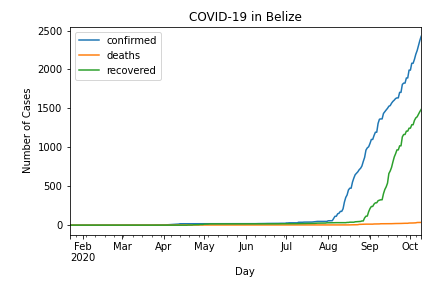 COVID-19 in Belize
confirmed
deaths
recovered
Number of Cases
2500
2000
1500
1000
500
0
Feb Mar Apr May Jun Jul Aug Sep Oct
2020
Day